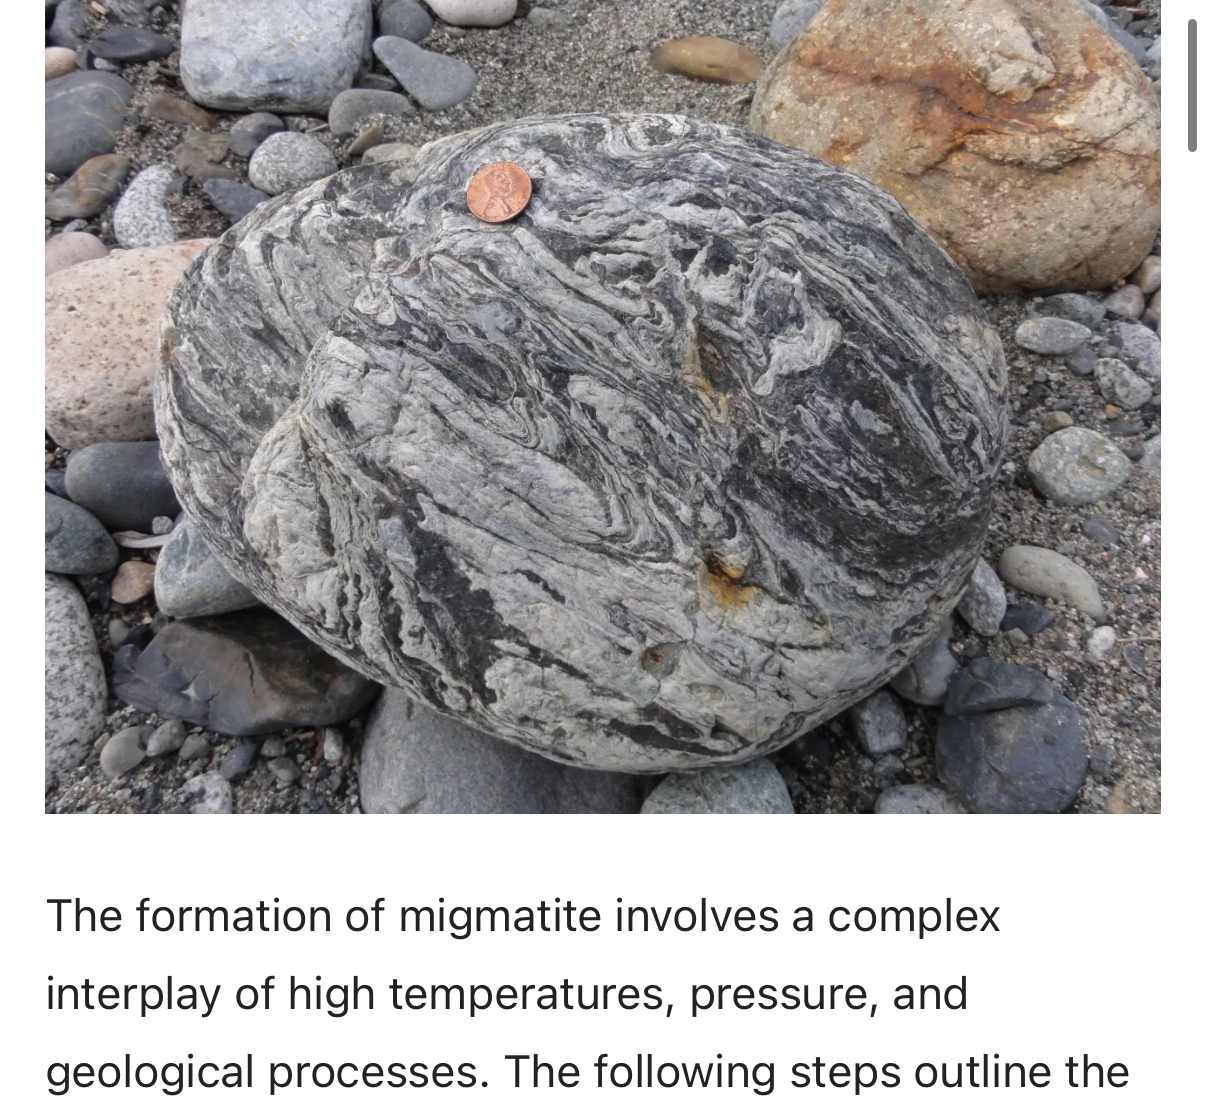 The formation of migmatite involves a complex
interplay of high temperatures, pressure, and
geological processes. The following steps outline the